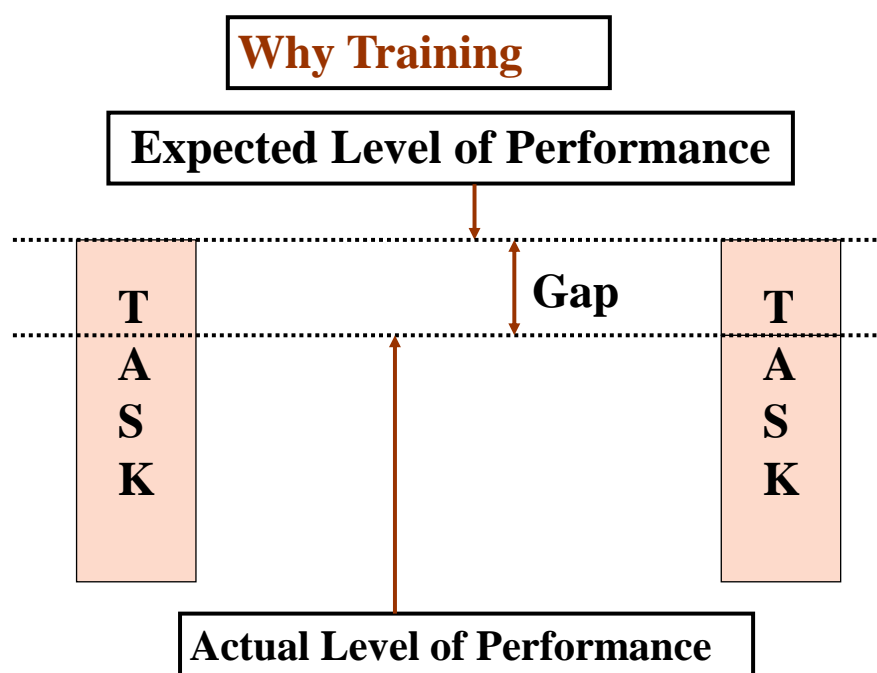 Why Training
Expected Level of Performance
Gap
T
A
S
K
T
A
S
K
Actual Level of Performance